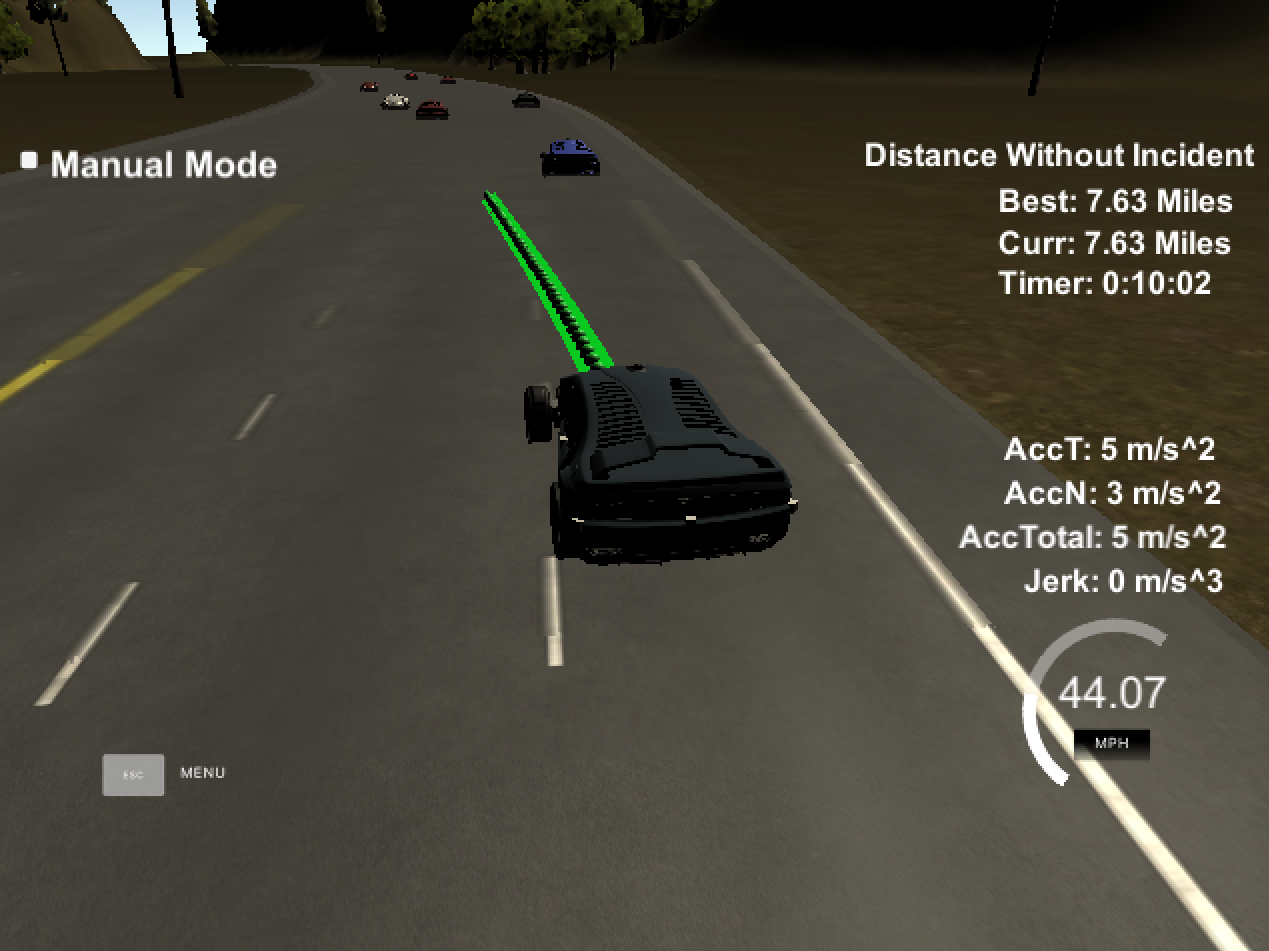 Manual Mode
Distance Without Incident
Best: 7.63 Miles
Curr: 7.63 Miles
Timer: 0:10:02
AccT: 5 m/s^2
AccN: 3 m/s^2
AccTotal: 5 m/s^2
Jerk: 0 m/s^3
44.07
MPH
ESC MENU